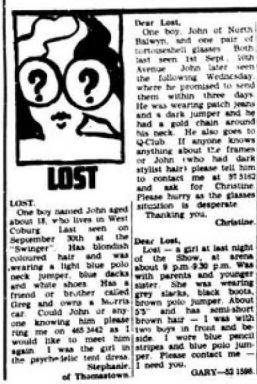 ? ?
LOST
LOST.
One boy named John aged
about 18, who lives in West
Coburg. Last seen on
September 30th at the
"Swinger". Has blondish
coloured hair and was
wearing a light blue polo
neck jumper, blue dacks
and white shoes. Has a
friend or brother called
Greg and owns a Morris
car. Could John or any-
one knowing him please
ring me on as I
would like to meet him
again. I was the girl in
the psychedelic tent dress.
Stephanie,
of Thomastown.
Dear Lost,
One boy, John of North
Balwyn, and one pair of
tortoiseshell glasses. Both
last seen 1st Sept., 
Avenue. John later seen
the following Wednesday,
where he promised to send
them within three days.
He was wearing patch jeans
and a dark jumper and he
had a gold chain around
his neck. He also goes to
Q-Club. If anyone knows
anything about the frames
or John (who had dark
stylist hair) please tell him
to contact me at
and ask for Christine.
Please hurry as the glasses
situation is desperate.
Thanking you,
Christine.
Dear Lost,
Lost — a girl at last night
of the Show, at arena
about 9 p.m.-9.30 p.m. Was
with parents and younger
sister. She was wearing
grey slacks, black boots,
brown polo jumper. About
5'5" and has semi-short
brown hair — I was with
two boys in front and be-
side. I wore blue pencil
stripes and blue polo jum-
per. Please contact me —
I need you.
GARY—52 1598.